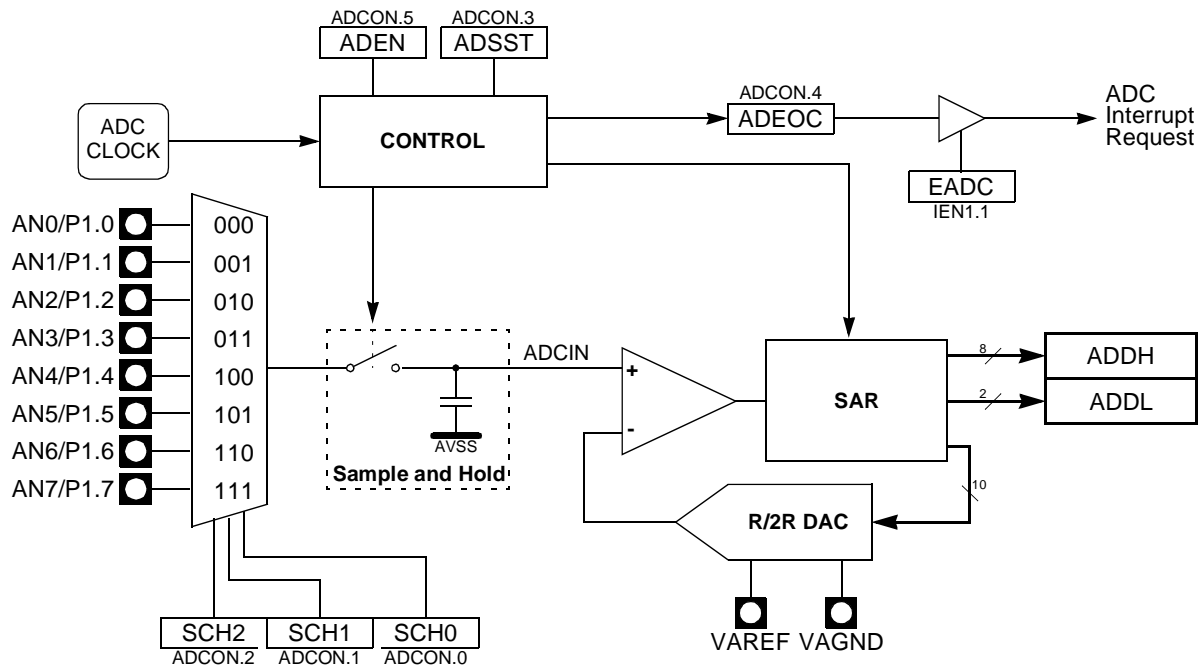 ADCON.5
ADEN
ADCON.3
ADSST
ADC
CLOCK
CONTROL
ADCON.4
ADEOC
ADC
Interrupt
Request
EADC
IEN1.1
AN0/P1.0
000
AN1/P1.1
001
AN2/P1.2
010
AN3/P1.3
011
AN4/P1.4
100
AN5/P1.5
101
AN6/P1.6
110
AN7/P1.7
111
AVSS
Sample and Hold
ADCIN
+
-
SAR
8
ADDH
2
ADDL
10
R/2R DAC
VAREF
VAGND
SCH2
SCH1
SCH0
ADCON.2
ADCON.1
ADCON.0